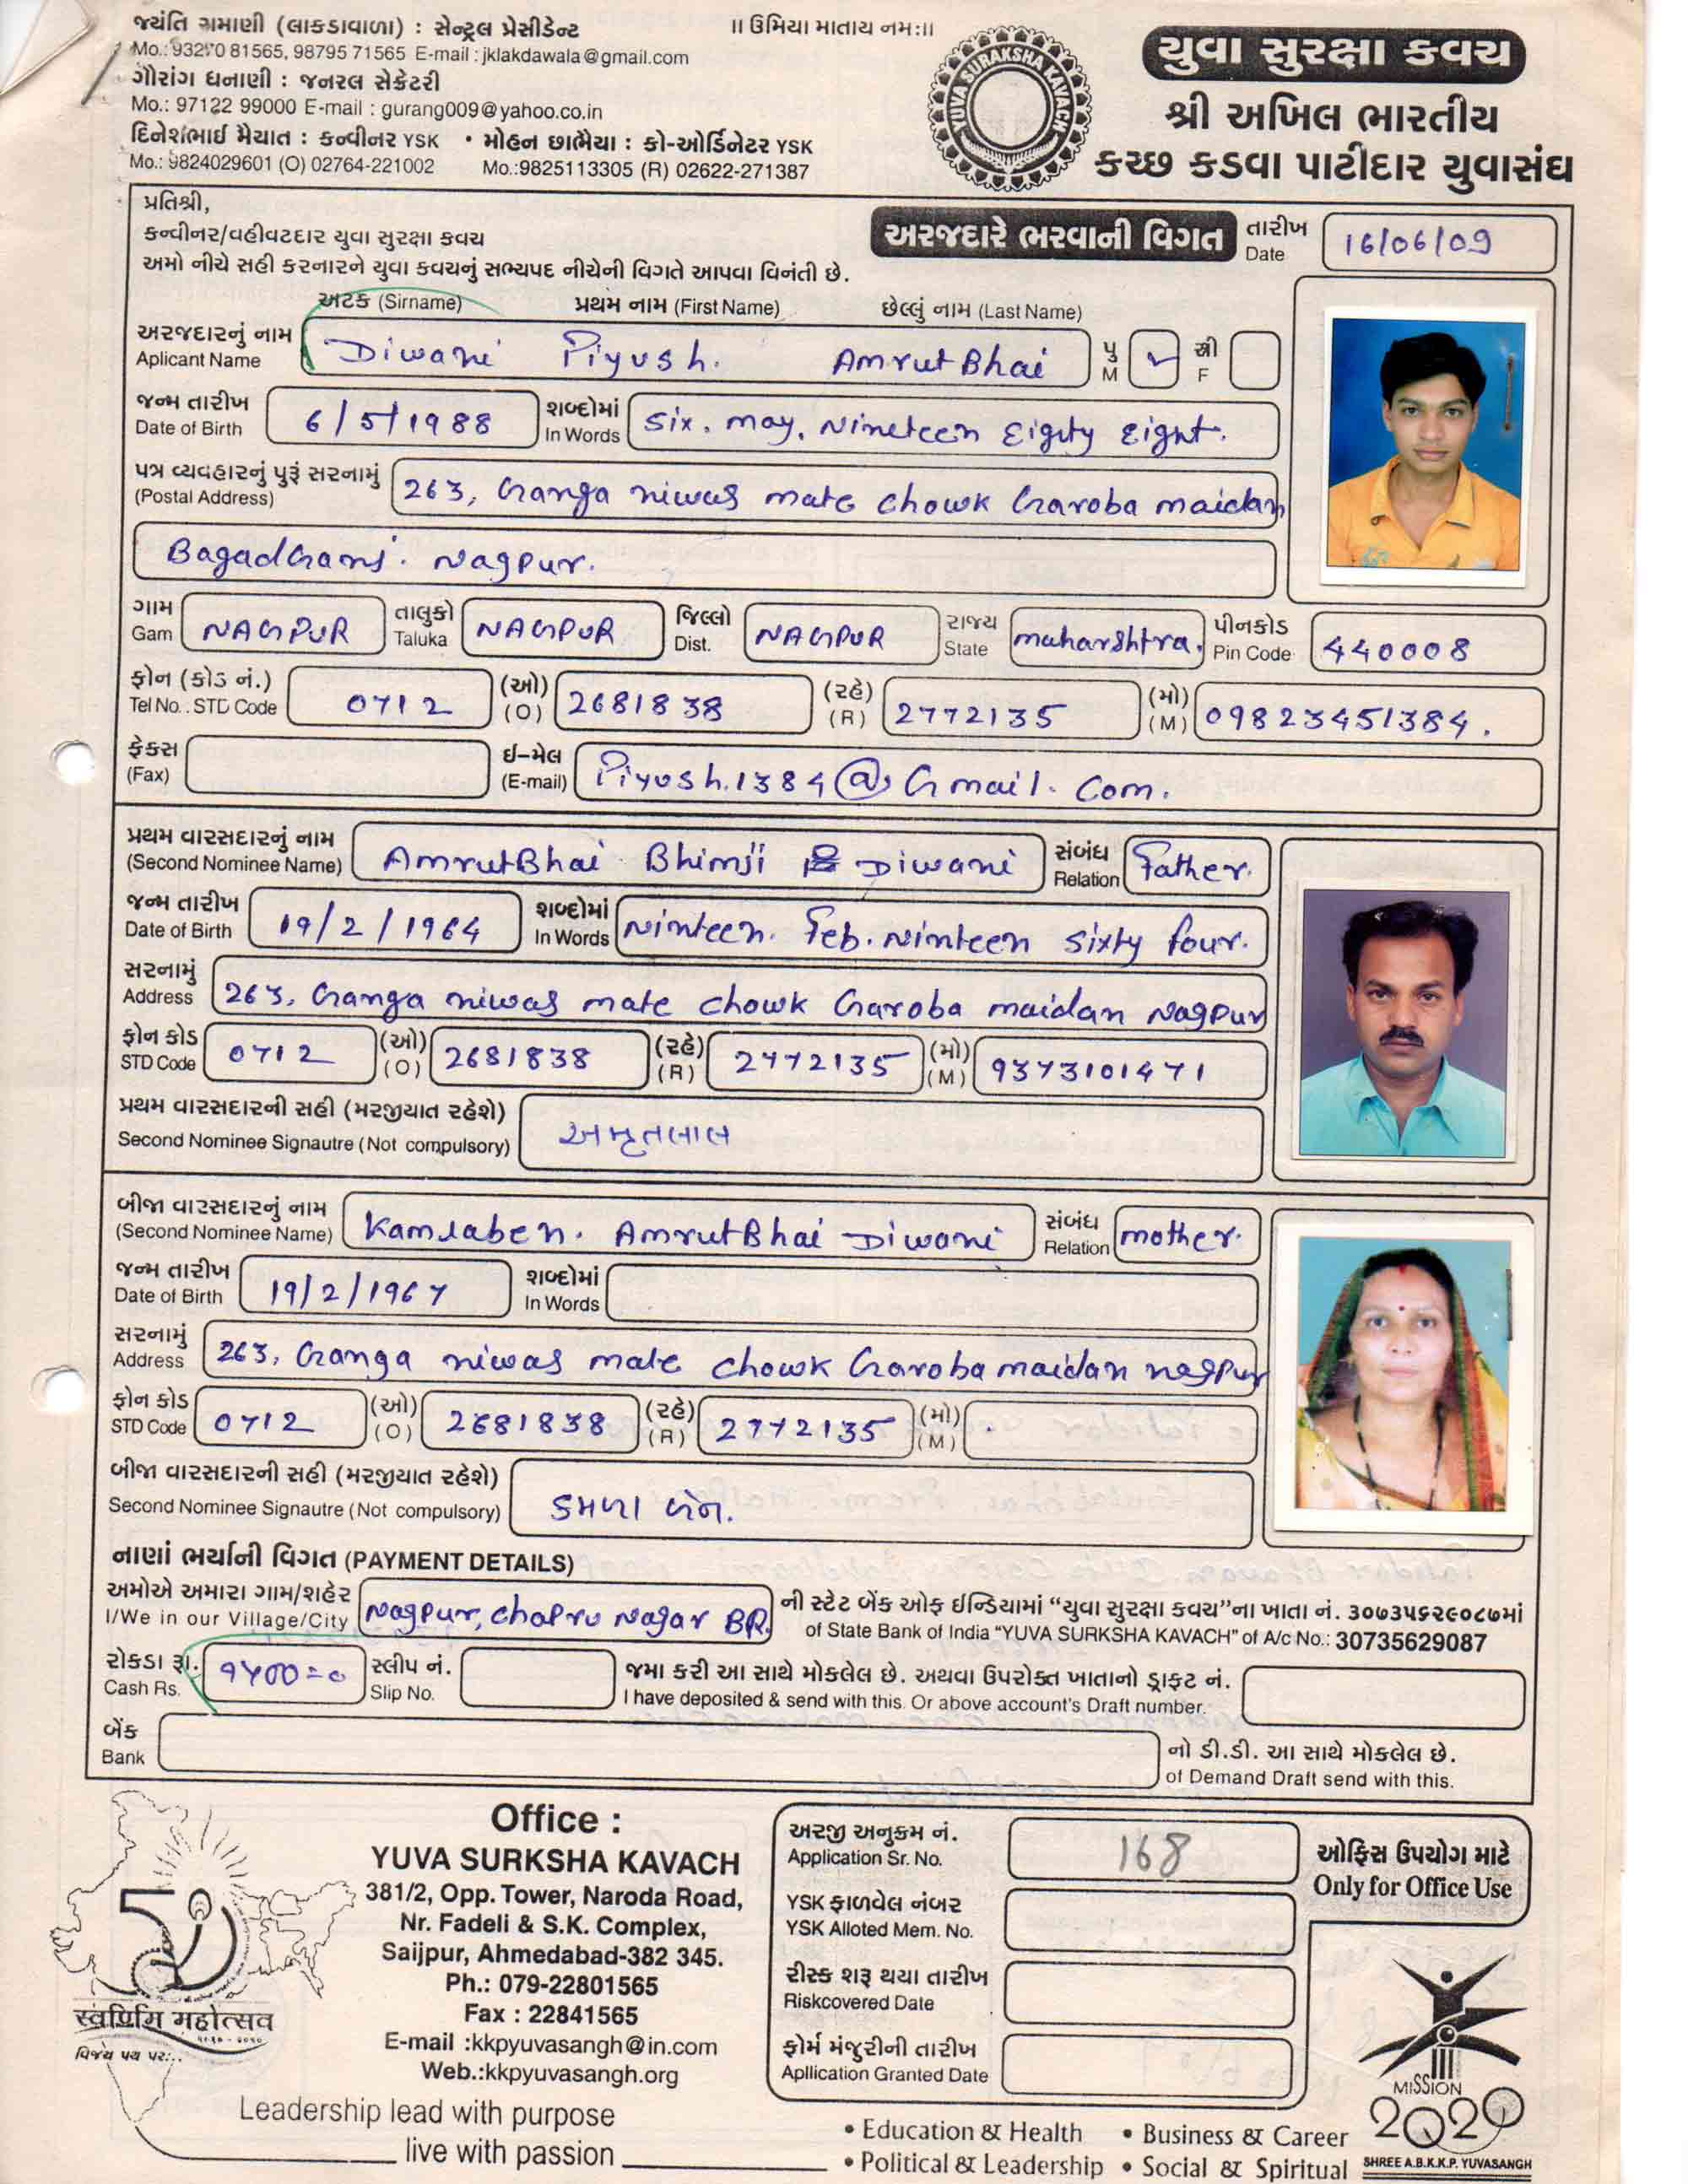 જયંતિ રામાણી (લાકડાવાળા) : સેન્ટ્રલ પ્રેસીડેન્ટ
Mo.: 93270 81565, 98795 71565 E-mail : jklakdawala@gmail.com
ગૌરાંગ ધનાણી : જનરલ સેક્રેટરી
Mo.: 97122 99000 E-mail : gurang009@yahoo.co.in
દિનેશભાઈ મૈયાત : કન્વીનર YSK • મોહન છાભૈયા : કો-ઓર્ડિનેટર YSK
Mo.: 9824029601 (O) 02764-221002 Mo.:9825113305 (R) 02622-271387
॥ ઉમિયા માતાય નમઃ॥
YUVA SURAKSHA KAVACH
યુવા સુરક્ષા કવચ
શ્રી અખિલ ભારતીય
કચ્છ કડવા પાટીદાર યુવાસંઘ
પ્રતિશ્રી,
કન્વીનર/વહીવટદાર યુવા સુરક્ષા કવચ
અમો નીચે સહી કરનારને યુવા કવચનું સભ્યપદ નીચેની વિગતે આપવા વિનંતી છે.
અરજદારે ભરવાની વિગત
તારીખ Date 16/06/09
અટક (Sirname) પ્રથમ નામ (First Name) છેલ્લું નામ (Last Name)
અરજદારનું નામ Aplicant Name Diwani Piyush. AmrutBhai પુ M ✓ સ્રી F
જન્મ તારીખ Date of Birth 6/5/1988 શબ્દોમાં In Words Six. may. Nineteen Eigity Eight.
પત્ર વ્યવહારનું પુરૂં સરનામું (Postal Address) 263, Ganga niwas mate chowk Garoba maidan
BagadGanj. Nagpur.
ગામ Gam NAGPUR તાલુકો Taluka NAGPUR જિલ્લો Dist. NAGPUR રાજ્ય State maharshtra. પીનકોડ Pin Code 440008
ફોન (કોડ નં.) Tel No. . STD Code 0712 (ઓ) (O) 2681838 (રહે) (R) 2772135 (મો) (M) 09823451384.
ફેક્સ (Fax) ઈ-મેલ (E-mail) Piyush.1384@Gmail.com.
પ્રથમ વારસદારનું નામ (Second Nominee Name) AmrutBhai Bhimji Diwani સંબંધ Relation Father.
જન્મ તારીખ Date of Birth 19/2/1964 શબ્દોમાં In Words Ninteen. Feb. Ninteen sixty four.
સરનામું Address 263, Ganga niwas mate chowk Garoba maidan Nagpur
ફોન કોડ STD Code 0712 (ઓ) (O) 2681838 (રહે) (R) 2772135 (મો) (M) 9373101471
પ્રથમ વારસદારની સહી (મરજીયાત રહેશે)
Second Nominee Signautre (Not compulsory) અમૃતલાલ
બીજા વારસદારનું નામ (Second Nominee Name) Kamlaben. AmrutBhai Diwani સંબંધ Relation mother.
જન્મ તારીખ Date of Birth 19/2/1967 શબ્દોમાં In Words
સરનામું Address 263, Ganga niwas mate chowk Garoba maidan nagpur
ફોન કોડ STD Code 0712 (ઓ) (O) 2681838 (રહે) (R) 2772135 (મો) (M)
બીજા વારસદારની સહી (મરજીયાત રહેશે)
Second Nominee Signautre (Not compulsory) કમળા બેન.
નાણાં ભર્યાની વિગત (PAYMENT DETAILS)
અમોએ અમારા ગામ/શહેર Nagpur, chapru Nagar BR. ની સ્ટેટ બેંક ઓફ ઈન્ડિયામાં “યુવા સુરક્ષા કવચ”ના ખાતા નં. ૩૦૭૩૫૬૨૯૦૮૭માં
I/We in our Village/City of State Bank of India "YUVA SURKSHA KAVACH" of A/c No.: 30735629087
રોકડા રૂા. ૧૫00=૦ સ્લીપ નં. જમા કરી આ સાથે મોકલેલ છે. અથવા ઉપરોક્ત ખાતાનો ડ્રાફ્ટ નં.
Cash Rs. Slip No. I have deposited & send with this. Or above account's Draft number.
બેંક નો ડી.ડી. આ સાથે મોકલેલ છે.
Bank of Demand Draft send with this.
Office :
YUVA SURKSHA KAVACH
381/2, Opp. Tower, Naroda Road,
Nr. Fadeli & S.K. Complex,
Saijpur, Ahmedabad-382 345.
Ph.: 079-22801565
Fax : 22841565
E-mail :kkpyuvasangh@in.com
Web.:kkpyuvasangh.org
અરજી અનુક્રમ નં. Application Sr. No. 168
YSK ફાળવેલ નંબર YSK Alloted Mem. No.
રીસ્ક શરૂ થયા તારીખ Riskcovered Date
ફોર્મ મંજુરીની તારીખ Apllication Granted Date
ઓફિસ ઉપયોગ માટે
Only for Office Use
50
स्वर्णिम महोत्सव
વિજય પથ પર...
Leadership lead with purpose
live with passion
• Education & Health • Business & Career
• Political & Leadership • Social & Spiritual
MISSION
2020
SHREE A.B.K.K.P. YUVASANGH